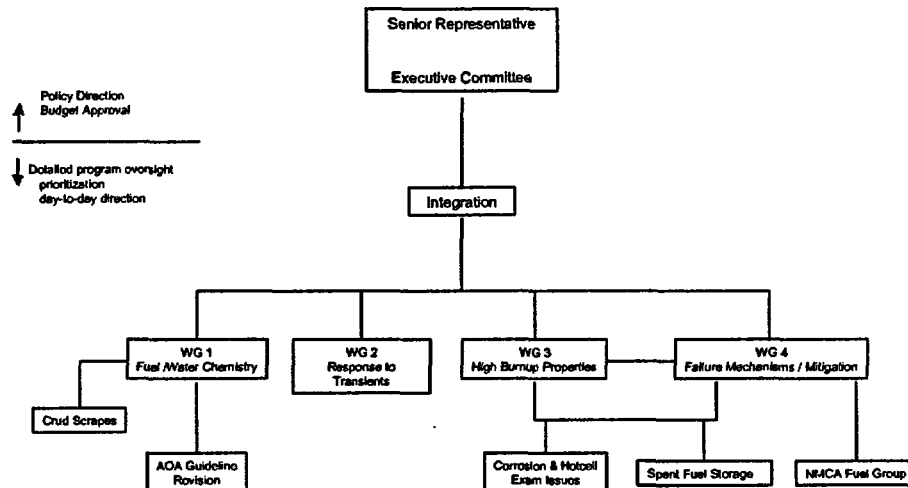 Senior Representative
Executive Committee
Policy Direction
Budget Approval
Detailed program oversight
prioritization
day-to-day direction
Integration
WG 1
Fuel /Water Chemistry
WG 2
Response to
Transients
WG 3
High Burnup Properties
WG 4
Failure Mechanisms / Mitigation
Crud Scrapes
AOA Guideline
Revision
Corrosion & Hotcell
Exam Issues
Spent Fuel Storage
NMCA Fuel Group